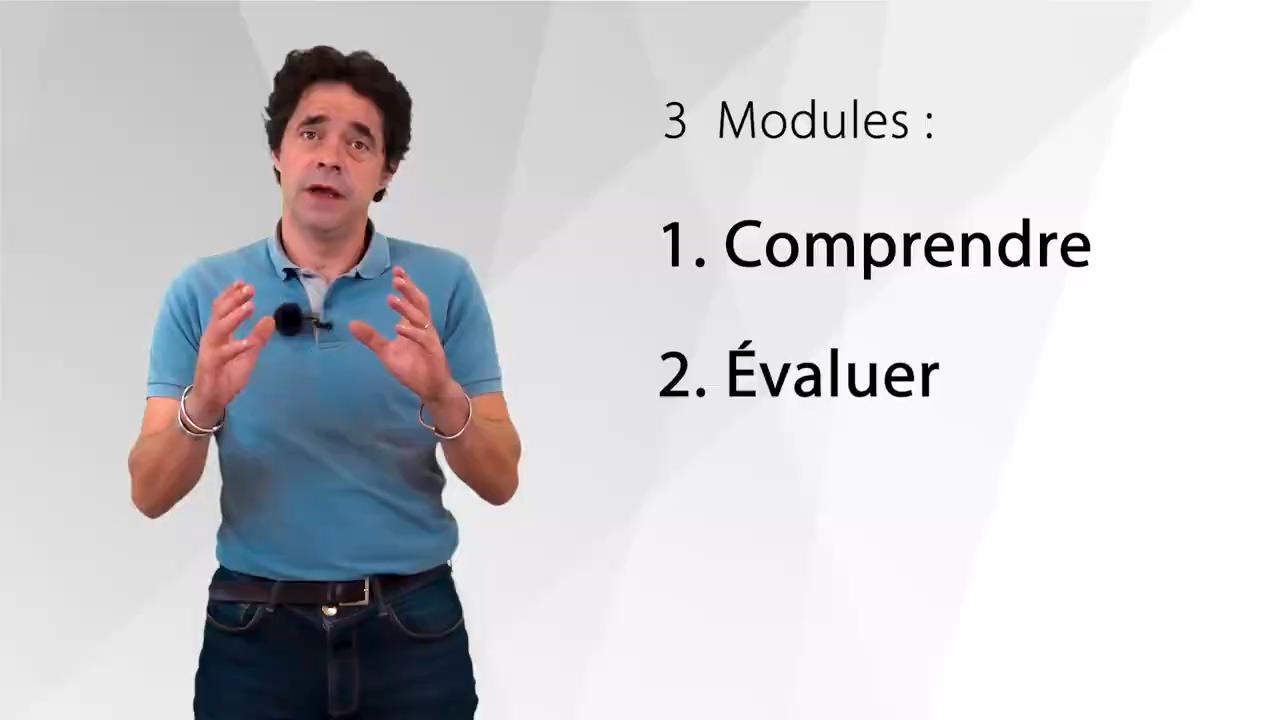 3 Modules :
1. Comprendre
2. Évaluer